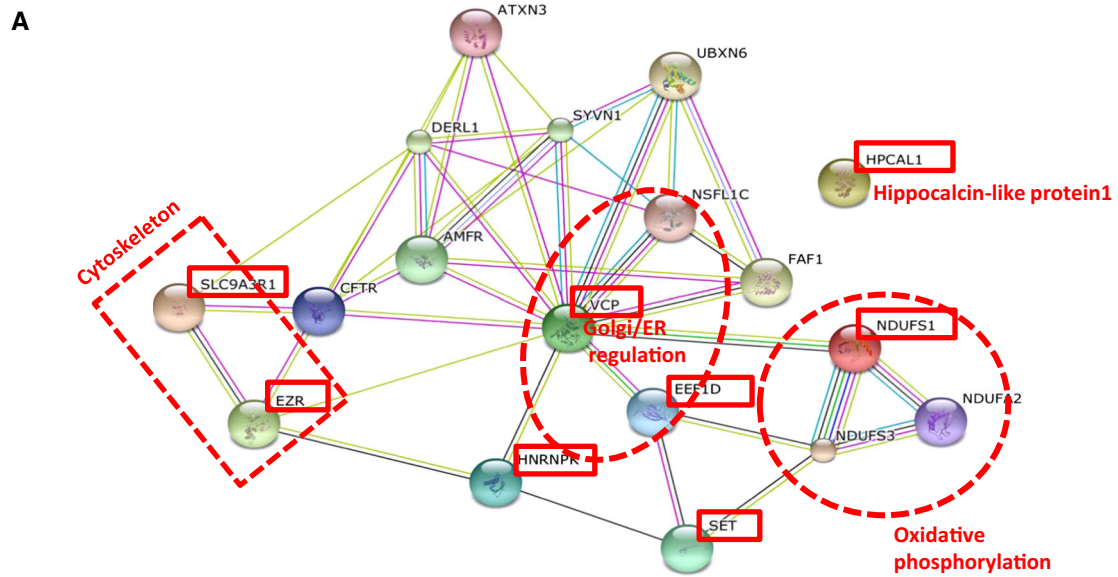 A
ATXN3
UBXN6
SYVN1
DERL1
HPCAL1
Hippocalcin-like protein1
NSFL1C
Cytoskeleton
AMFR
FAF1
SLC9A3R1
CFTR
VCP
Golgi/ER
regulation
NDUFS1
EEF1D
EZR
NDUFA2
NDUFS3
HNRNPK
SET
Oxidative
phosphorylation